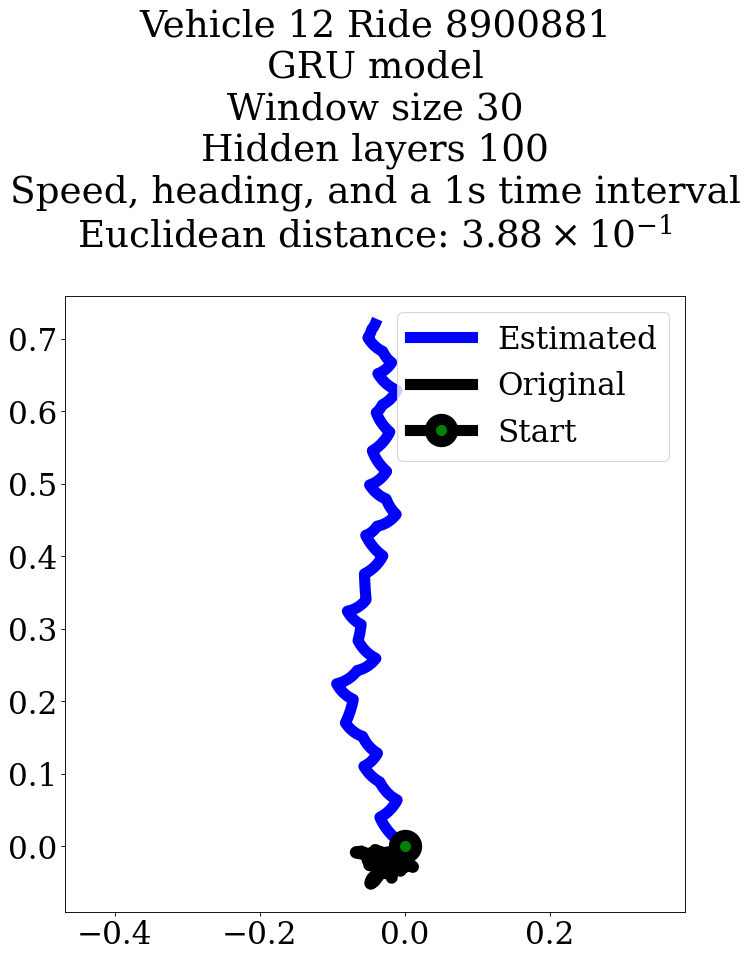 Vehicle 12 Ride 8900881
GRU model
Window size 30
Hidden layers 100
Speed, heading, and a 1s time interval
Euclidean distance: 3.88 × 10⁻¹
Estimated
Original
Start
0.7
0.6
0.5
0.4
0.3
0.2
0.1
0.0
−0.4
−0.2
0.0
0.2